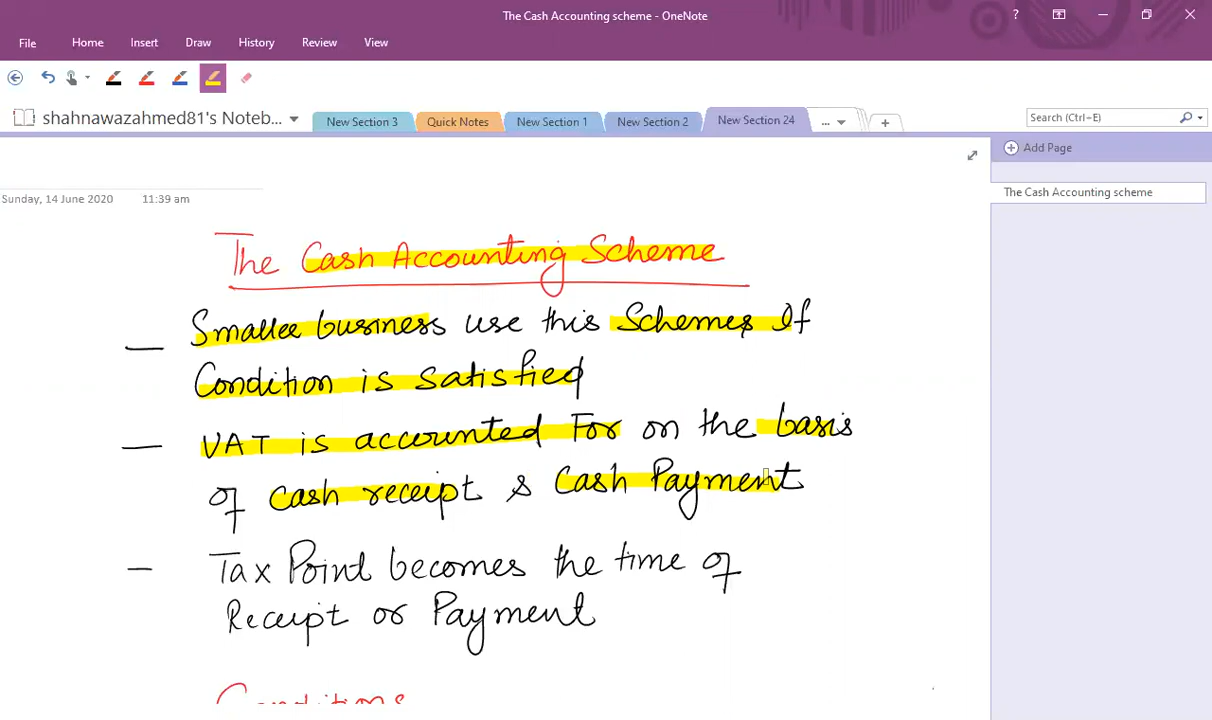 The Cash Accounting scheme - OneNote
?
File Home Insert Draw History Review View
shahnawazahmed81's Noteb... New Section 3 Quick Notes New Section 1 New Section 2 New Section 24 ... + Search (Ctrl+E)
Add Page
The Cash Accounting scheme
Sunday, 14 June 2020 11:39 am
The Cash Accounting Scheme
— Smaller business use this Schemes If
Condition is satisfied
— VAT is accounted For on the basis
of cash receipt & Cash Payment
— Tax Point becomes the time of
Receipt or Payment
Conditions